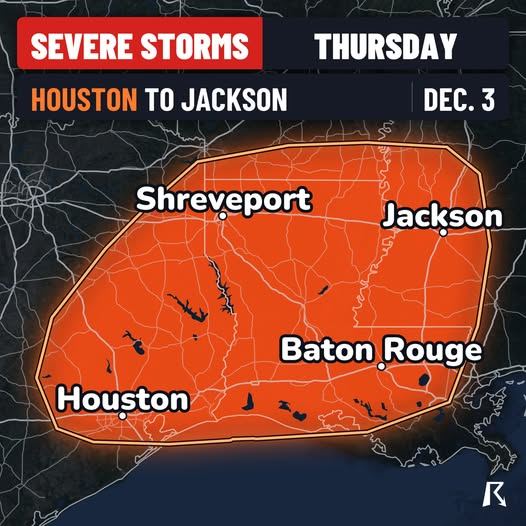 SEVERE STORMS THURSDAY
HOUSTON TO JACKSON DEC. 3
Shreveport
Jackson
Baton Rouge
Houston